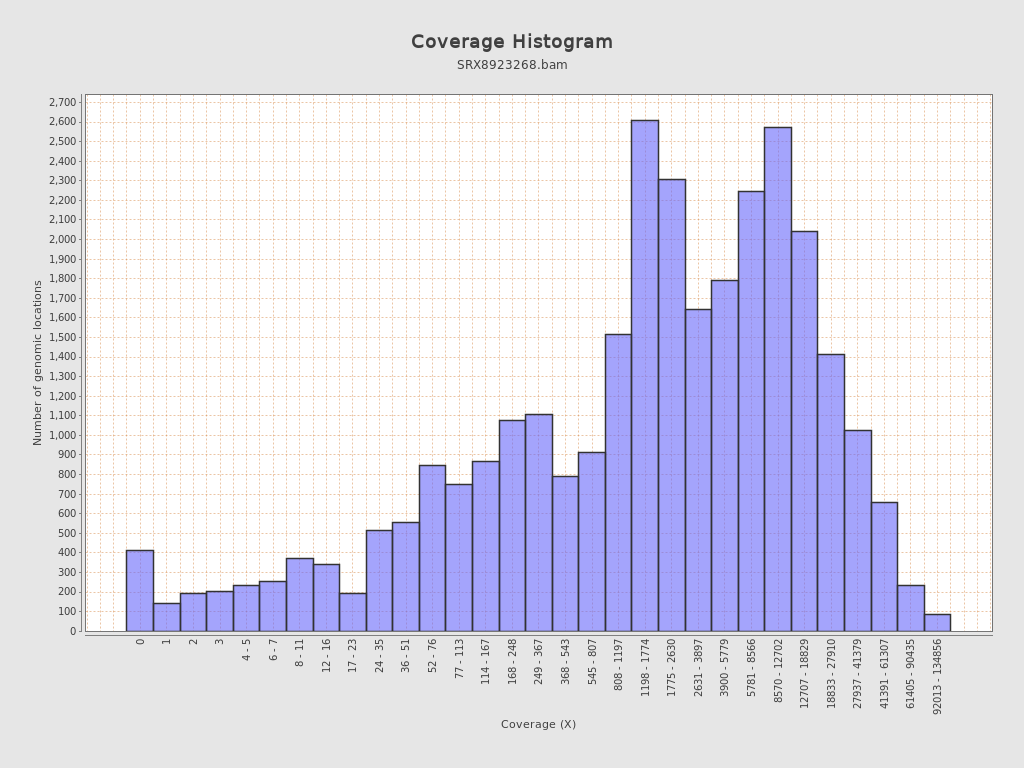 Coverage Histogram
SRX8923268.bam
2,700
2,600
2,500
2,400
2,300
2,200
2,100
2,000
1,900
1,800
1,700
1,600
1,500
1,400
1,300
1,200
1,100
1,000
900
800
700
600
500
400
300
200
100
0
Number of genomic locations
0
1
2
3
4 - 5
6 - 7
8 - 11
12 - 16
17 - 23
24 - 35
36 - 51
52 - 76
77 - 113
114 - 167
168 - 248
249 - 367
368 - 543
545 - 807
808 - 1197
1198 - 1774
1775 - 2630
2631 - 3897
3900 - 5779
5781 - 8566
8570 - 12702
12707 - 18829
18833 - 27910
27937 - 41379
41391 - 61307
61405 - 90435
92013 - 134856
Coverage (X)